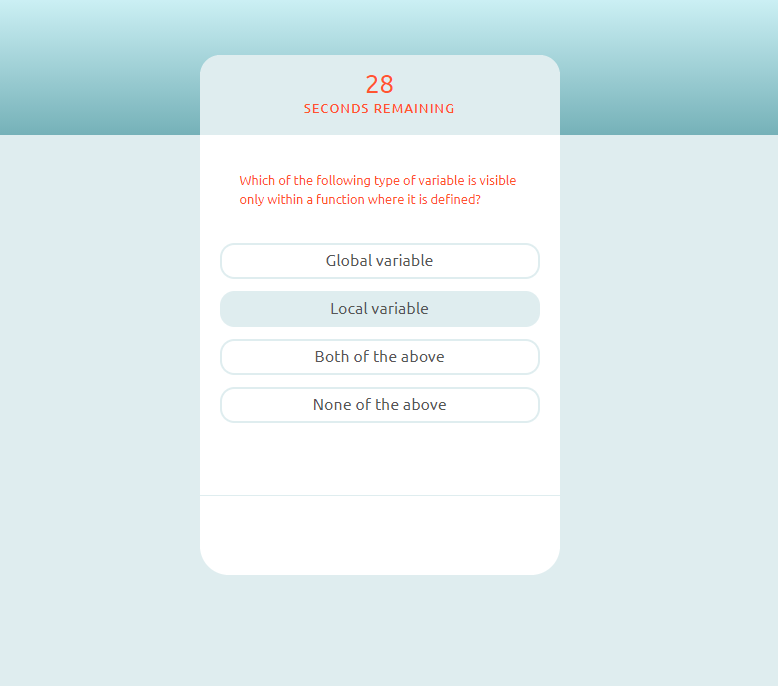 28
SECONDS REMAINING
Which of the following type of variable is visible
only within a function where it is defined?
Global variable
Local variable
Both of the above
None of the above